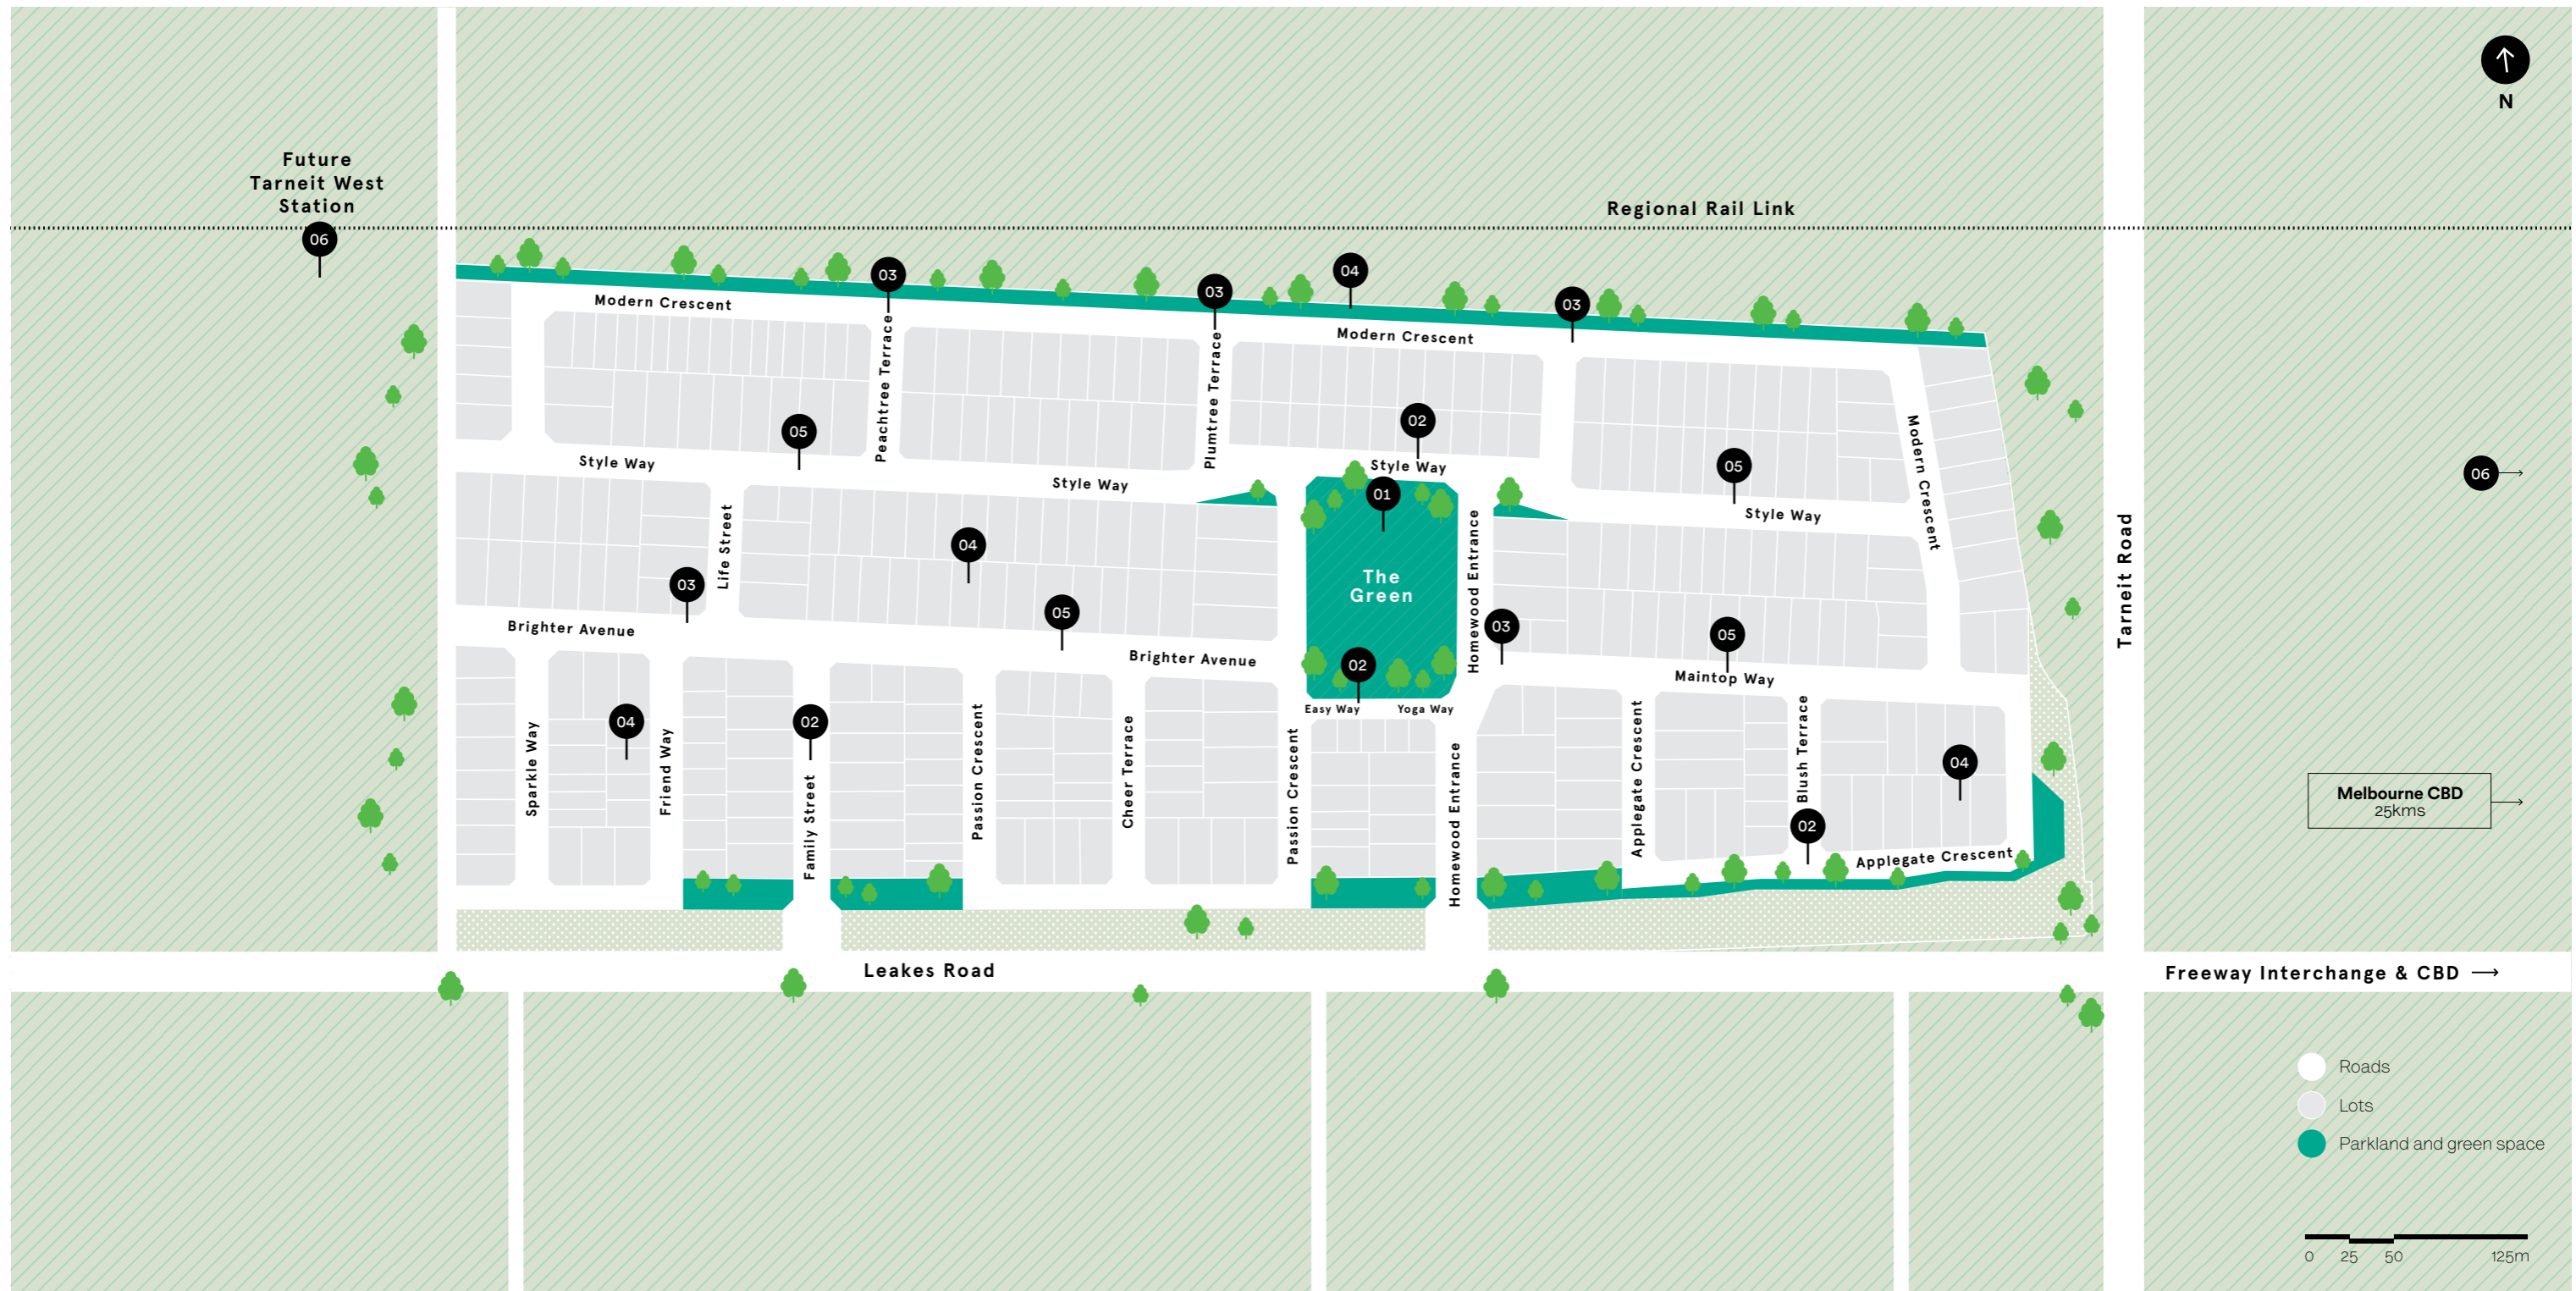 N
Future
Tarneit West
Station
06
Regional Rail Link
03
03
04
03
Modern Crescent
Modern Crescent
Peachtree Terrace
Plumtree Terrace
05
02
05
06
Modern Crescent
Style Way
Style Way
Style Way
Style Way
01
Life Street
04
03
05
The
Green
Homewood Entrance
03
05
02
Tarneit Road
Brighter Avenue
Brighter Avenue
Maintop Way
Easy Way
Yoga Way
04
02
Sparkle Way
Friend Way
Family Street
Passion Crescent
Cheer Terrace
Passion Crescent
Homewood Entrance
Applegate Crescent
Blush Terrace
04
02
Applegate Crescent
Melbourne CBD
25kms
Leakes Road
Freeway Interchange & CBD
Roads
Lots
Parkland and green space
0 25 50 125m